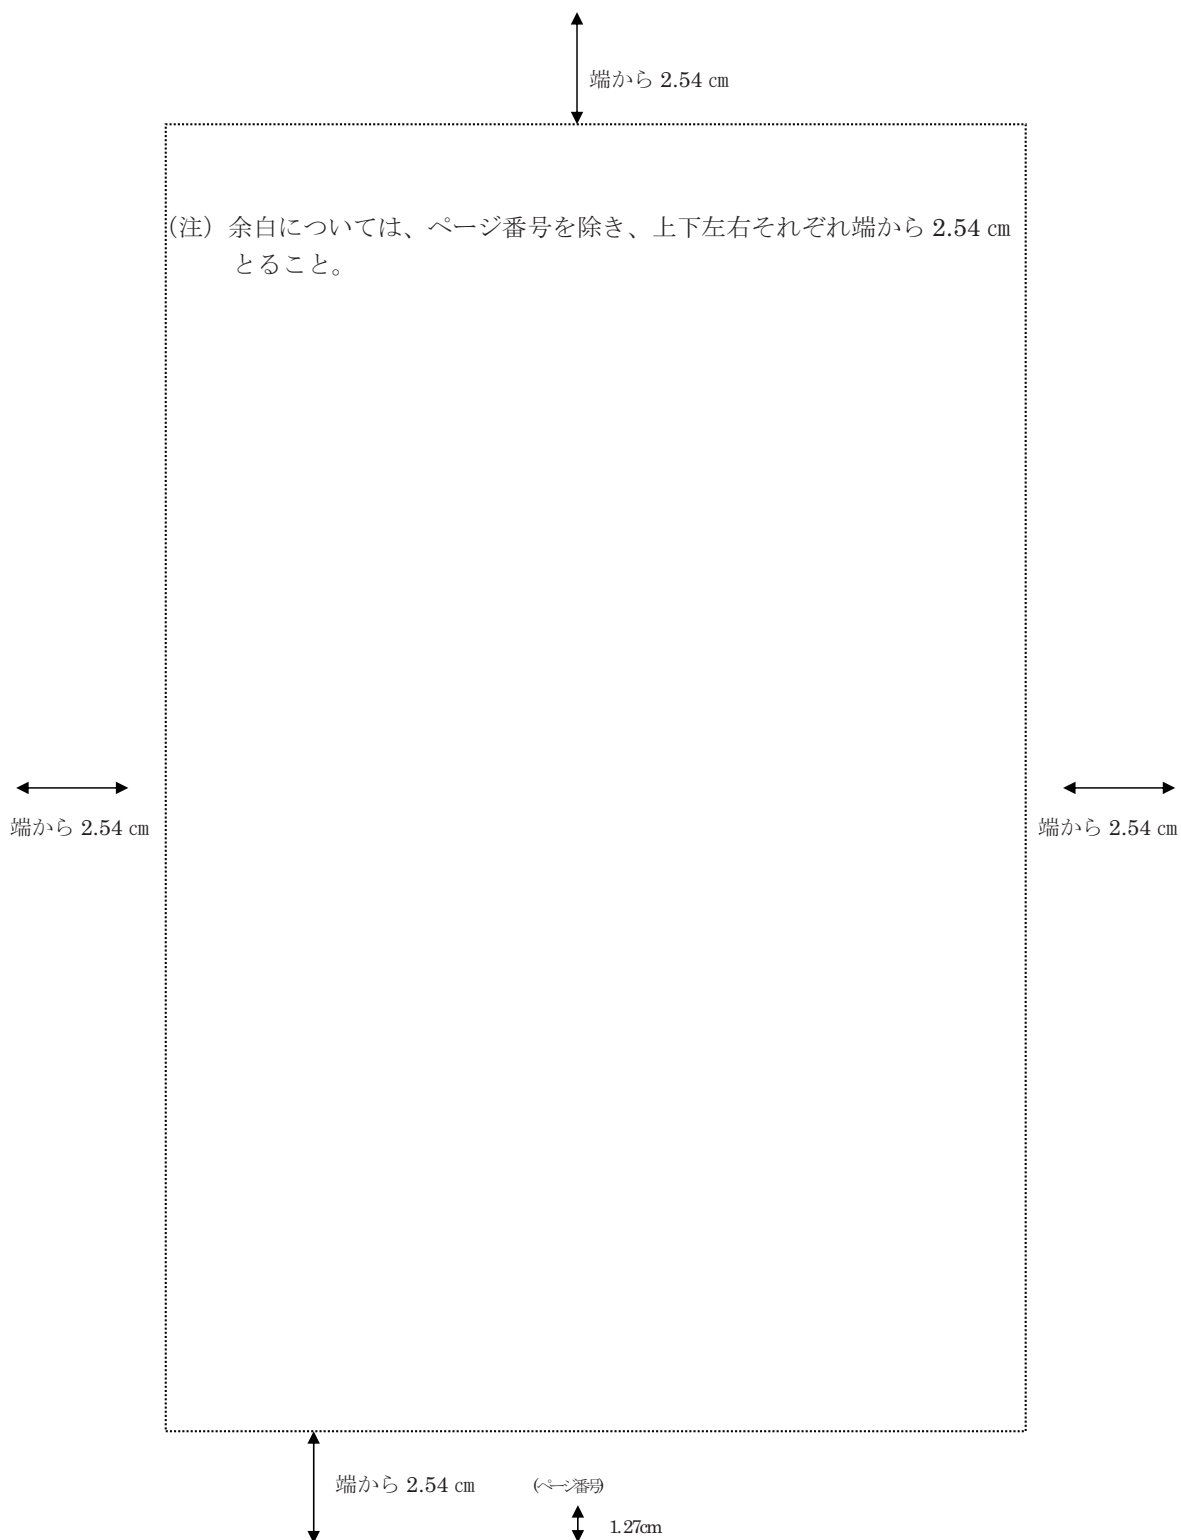 端から 2.54 ㎝
(注) 余白については、ページ番号を除き、上下左右それぞれ端から 2.54 ㎝
とること。
端から 2.54 ㎝
端から 2.54 ㎝
端から 2.54 ㎝
(ページ番号)
1.27cm